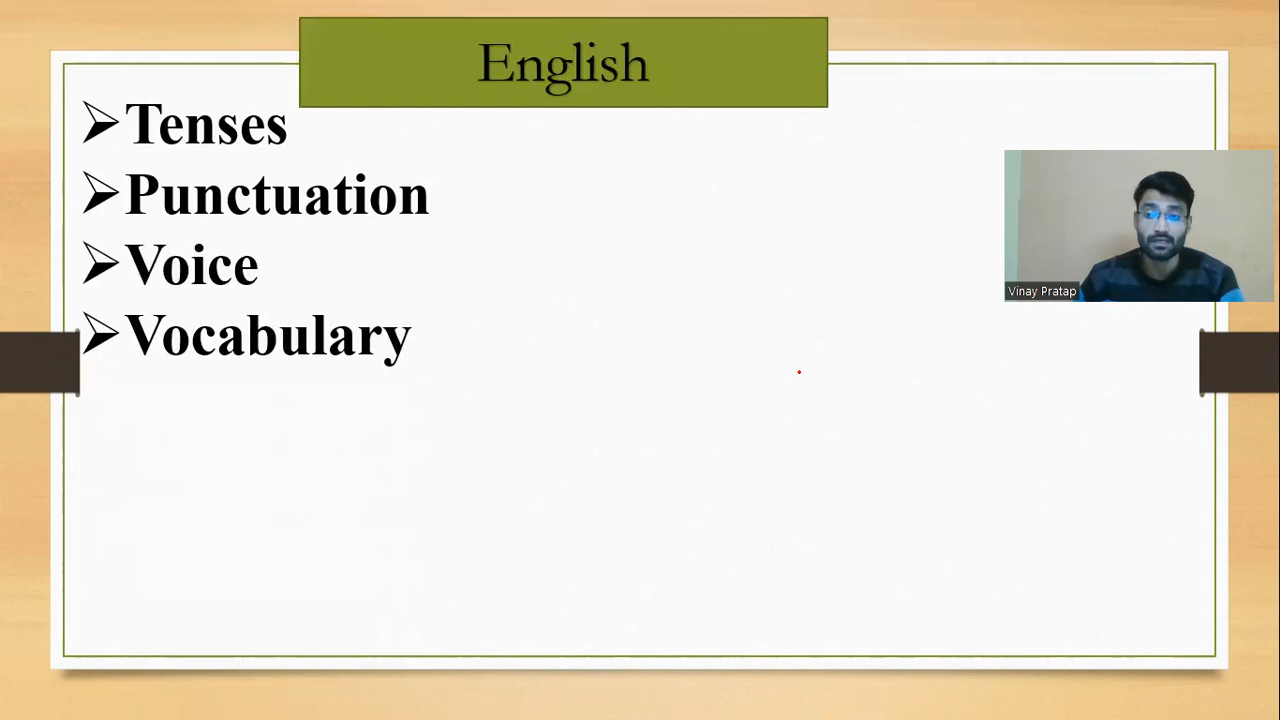 English
Tenses
Punctuation
Voice
Vocabulary
Vinay Pratap